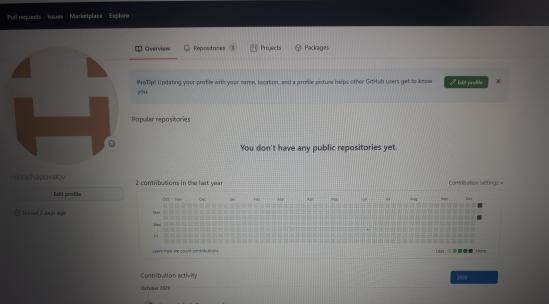 Pull requests Issues Marketplace Explore
Overview Repositories Projects Packages
ProTip! Updating your profile with your name, location, and a profile picture helps other GitHub users get to know
you.
Edit profile
Popular repositories
You don't have any public repositories yet.
Edit profile
Joined 2 days ago
2 contributions in the last year
Contribution settings
Oct Nov Dec Jan Feb Mar Apr May Jun Jul Aug Sep Oct
Mon
Wed
Fri
Learn how we count contributions
Less More
Contribution activity
2020
October 2020